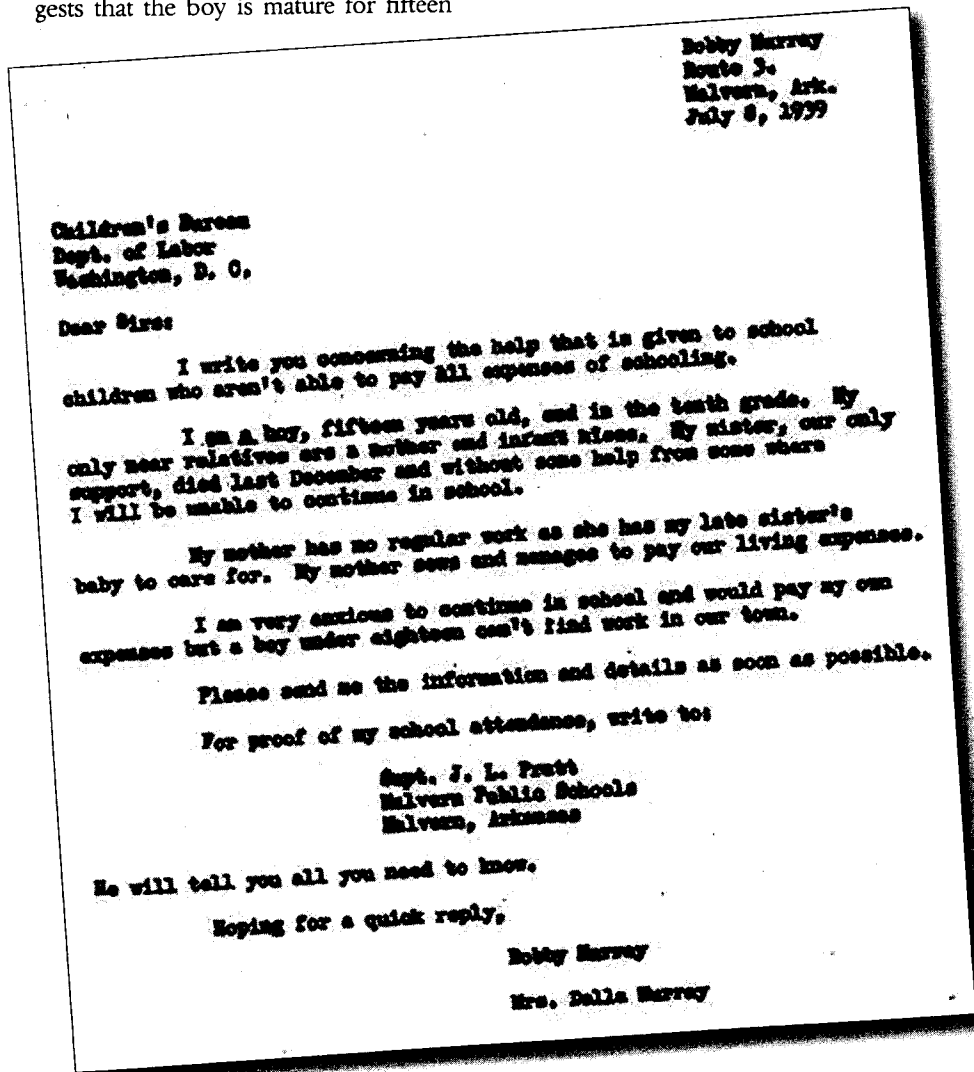 gests that the boy is mature for fifteen
Bobby Murray
Route 3.
Malvern, Ark.
July 8, 1939
Children's Bureau
Dept. of Labor
Washington, D. C.
Dear Sirs:
I write you concerning the help that is given to school
children who aren't able to pay all expenses of schooling.
I am a boy, fifteen years old, and in the tenth grade. My
only near relatives are a mother and infant niece. My sister, our only
support, died last December and without some help from some where
I will be unable to continue in school.
My mother has no regular work as she has my late sister's
baby to care for. My mother sews and manages to pay our living expenses.
I am very anxious to continue in school and would pay my own
expenses but a boy under eighteen can't find work in our town.
Please send me the information and details as soon as possible.
For proof of my school attendance, write to:
Supt. J. L. Pratt
Malvern Public Schools
Malvern, Arkansas
He will tell you all you need to know.
Hoping for a quick reply,
Bobby Murray
Mrs. Della Murray